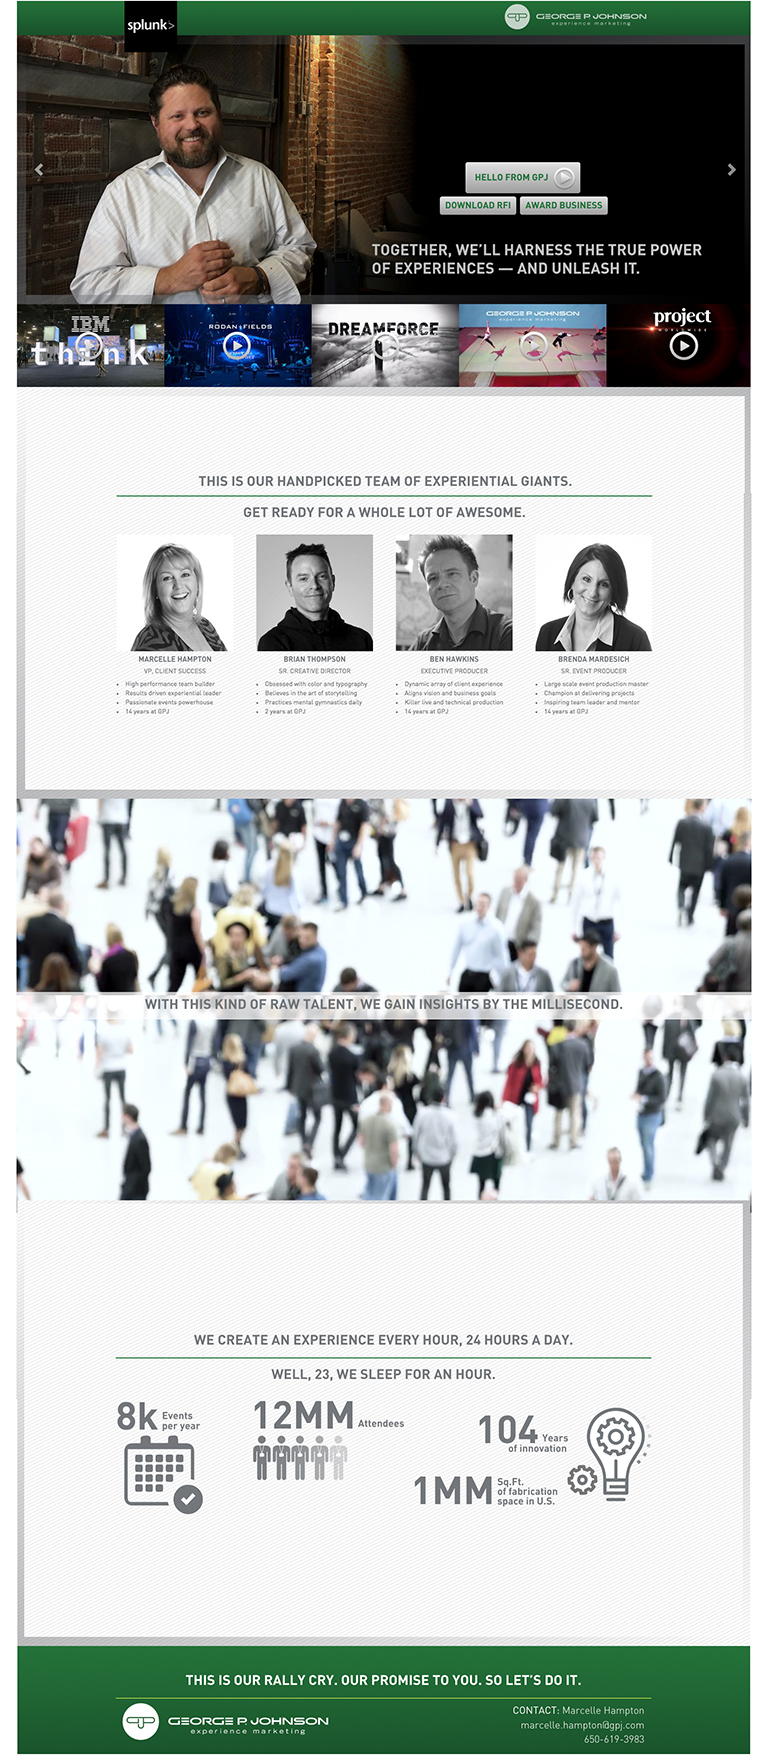 splunk>
GEORGE P. JOHNSON
experience marketing
HELLO FROM GPJ
DOWNLOAD RFI
AWARD BUSINESS
TOGETHER, WE'LL HARNESS THE TRUE POWER
OF EXPERIENCES — AND UNLEASH IT.
IBM
think
RODAN+FIELDS
DREAMFORCE
GEORGE P. JOHNSON
experience marketing
project
WORLDWIDE
THIS IS OUR HANDPICKED TEAM OF EXPERIENTIAL GIANTS.
GET READY FOR A WHOLE LOT OF AWESOME.
MARCELLE HAMPTON
VP, CLIENT SUCCESS
• High performance team builder
• Results driven experiential leader
• Passionate events powerhouse
• 14 years at GPJ
BRIAN THOMPSON
SR. CREATIVE DIRECTOR
• Obsessed with color and typography
• Believes in the art of storytelling
• Practices mental gymnastics daily
• 2 years at GPJ
BEN HAWKINS
EXECUTIVE PRODUCER
• Dynamic array of client experience
• Aligns vision and business goals
• Killer live and technical production
• 14 years at GPJ
BRENDA MARDESICH
SR. EVENT PRODUCER
• Large scale event production master
• Champion at delivering projects
• Inspiring team leader and mentor
• 14 years at GPJ
WITH THIS KIND OF RAW TALENT, WE GAIN INSIGHTS BY THE MILLISECOND.
WE CREATE AN EXPERIENCE EVERY HOUR, 24 HOURS A DAY.
WELL, 23, WE SLEEP FOR AN HOUR.
8k Events
per year
12MM Attendees
104 Years
of innovation
1MM Sq.Ft.
of fabrication
space in U.S.
THIS IS OUR RALLY CRY. OUR PROMISE TO YOU. SO LET'S DO IT.
GEORGE P. JOHNSON
experience marketing
CONTACT: Marcelle Hampton
marcelle.hampton@gpj.com
650-619-3983